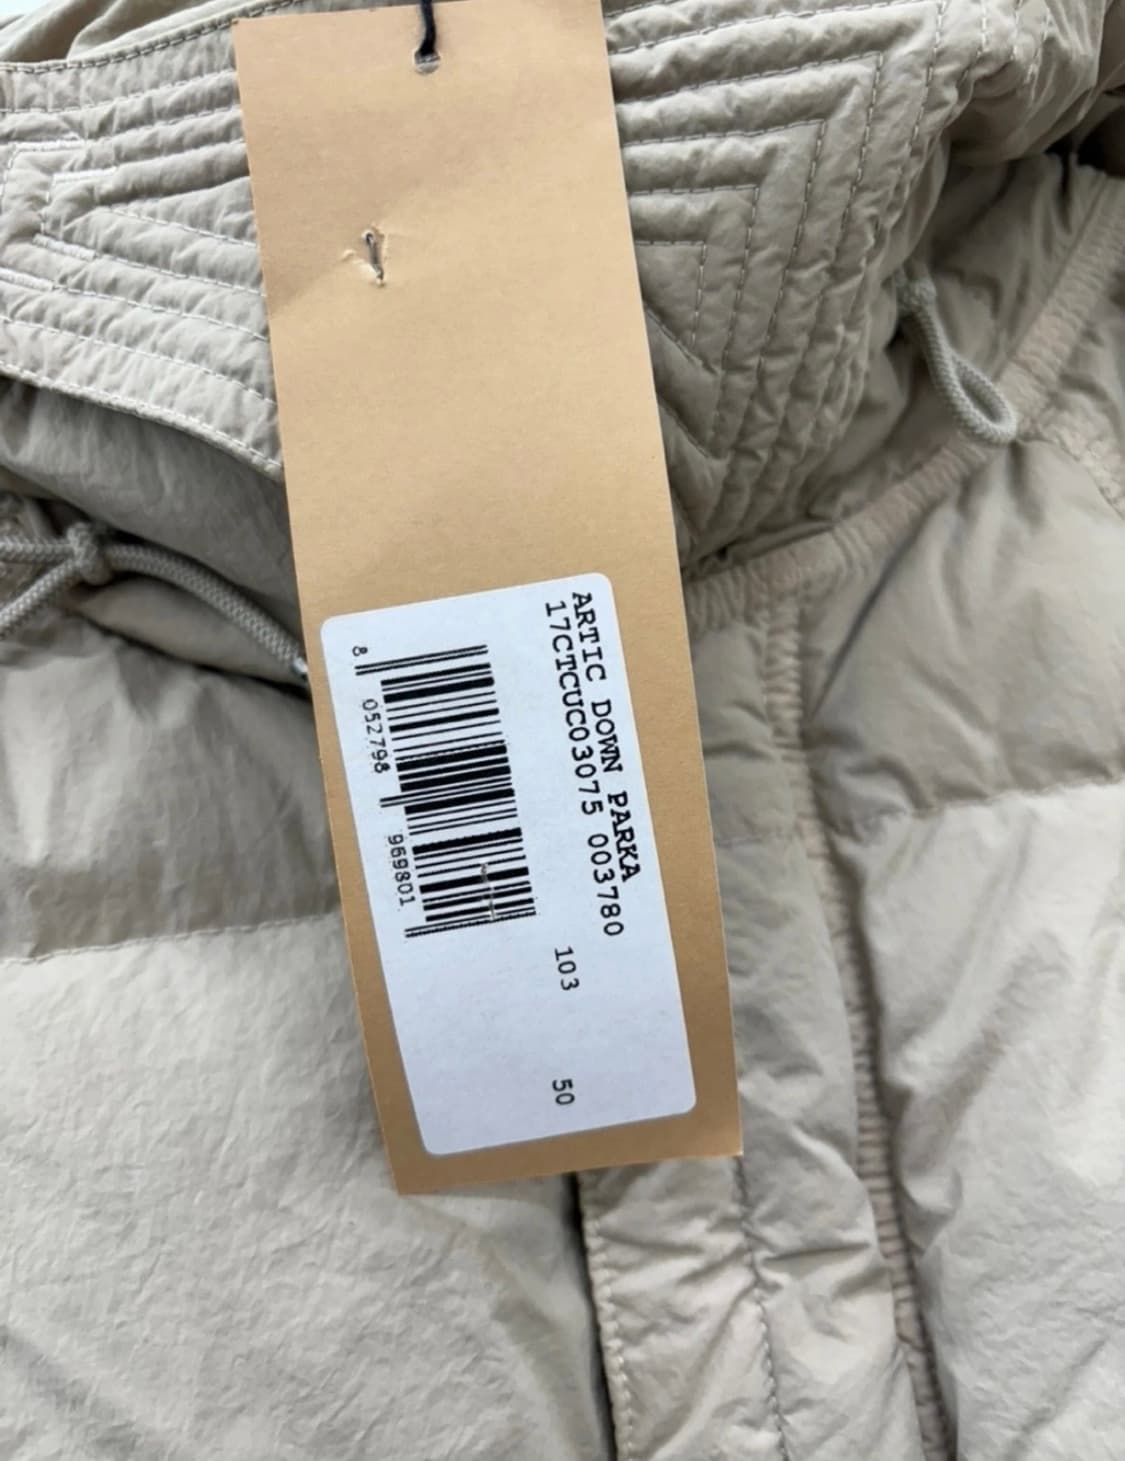 ARTIC DOWN PARKA
17CTCUC03075 003780
103 50
8 052798 969801